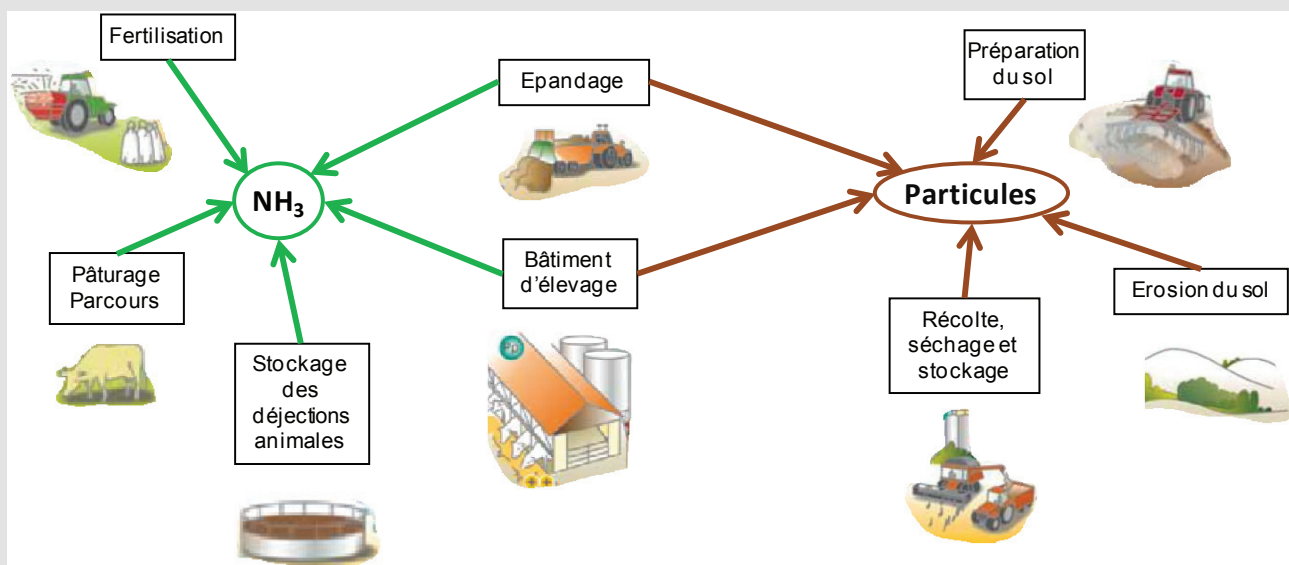 Fertilisation
Epandage
Préparation
du sol
NH₃
Particules
Pâturage
Parcours
Bâtiment
d'élevage
Erosion du sol
Récolte,
séchage et
stockage
Stockage
des
déjections
animales